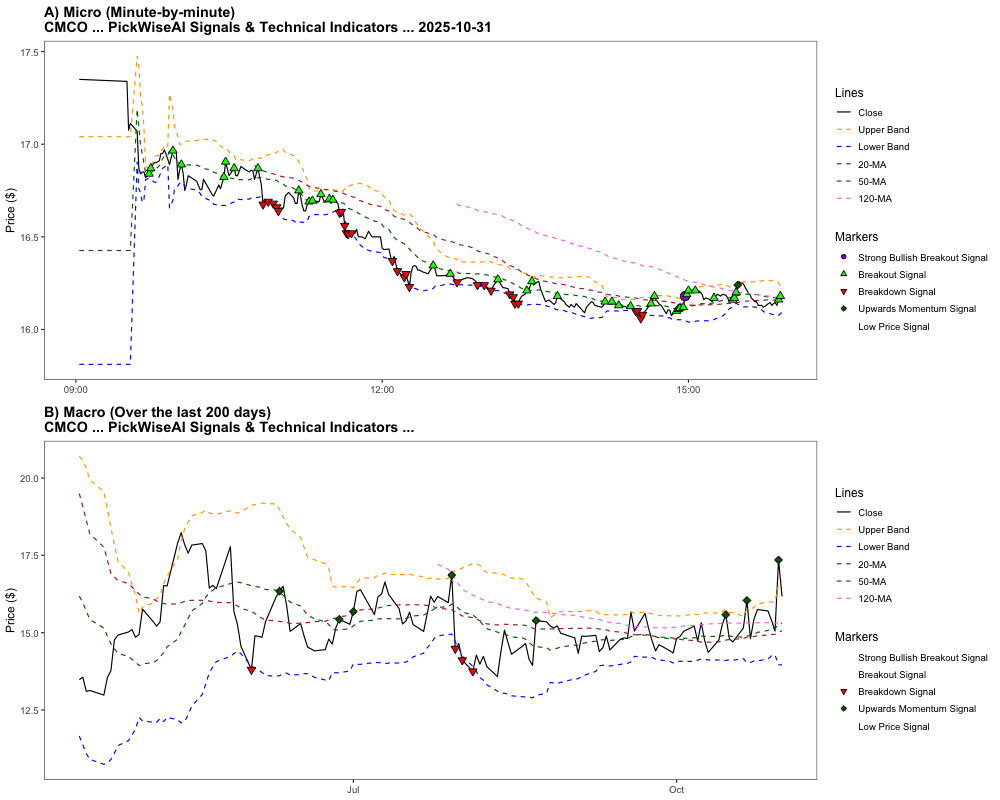 A) Micro (Minute-by-minute)
CMCO ... PickWiseAI Signals & Technical Indicators ... 2025-10-31
17.5
17.0
16.5
16.0
Price ($)
09:00
12:00
15:00
Lines
Close
Upper Band
Lower Band
20-MA
50-MA
120-MA
Markers
Strong Bullish Breakout Signal
Breakout Signal
Breakdown Signal
Upwards Momentum Signal
Low Price Signal
B) Macro (Over the last 200 days)
CMCO ... PickWiseAI Signals & Technical Indicators ...
20.0
17.5
15.0
12.5
Price ($)
Jul
Oct
Lines
Close
Upper Band
Lower Band
20-MA
50-MA
120-MA
Markers
Strong Bullish Breakout Signal
Breakout Signal
Breakdown Signal
Upwards Momentum Signal
Low Price Signal